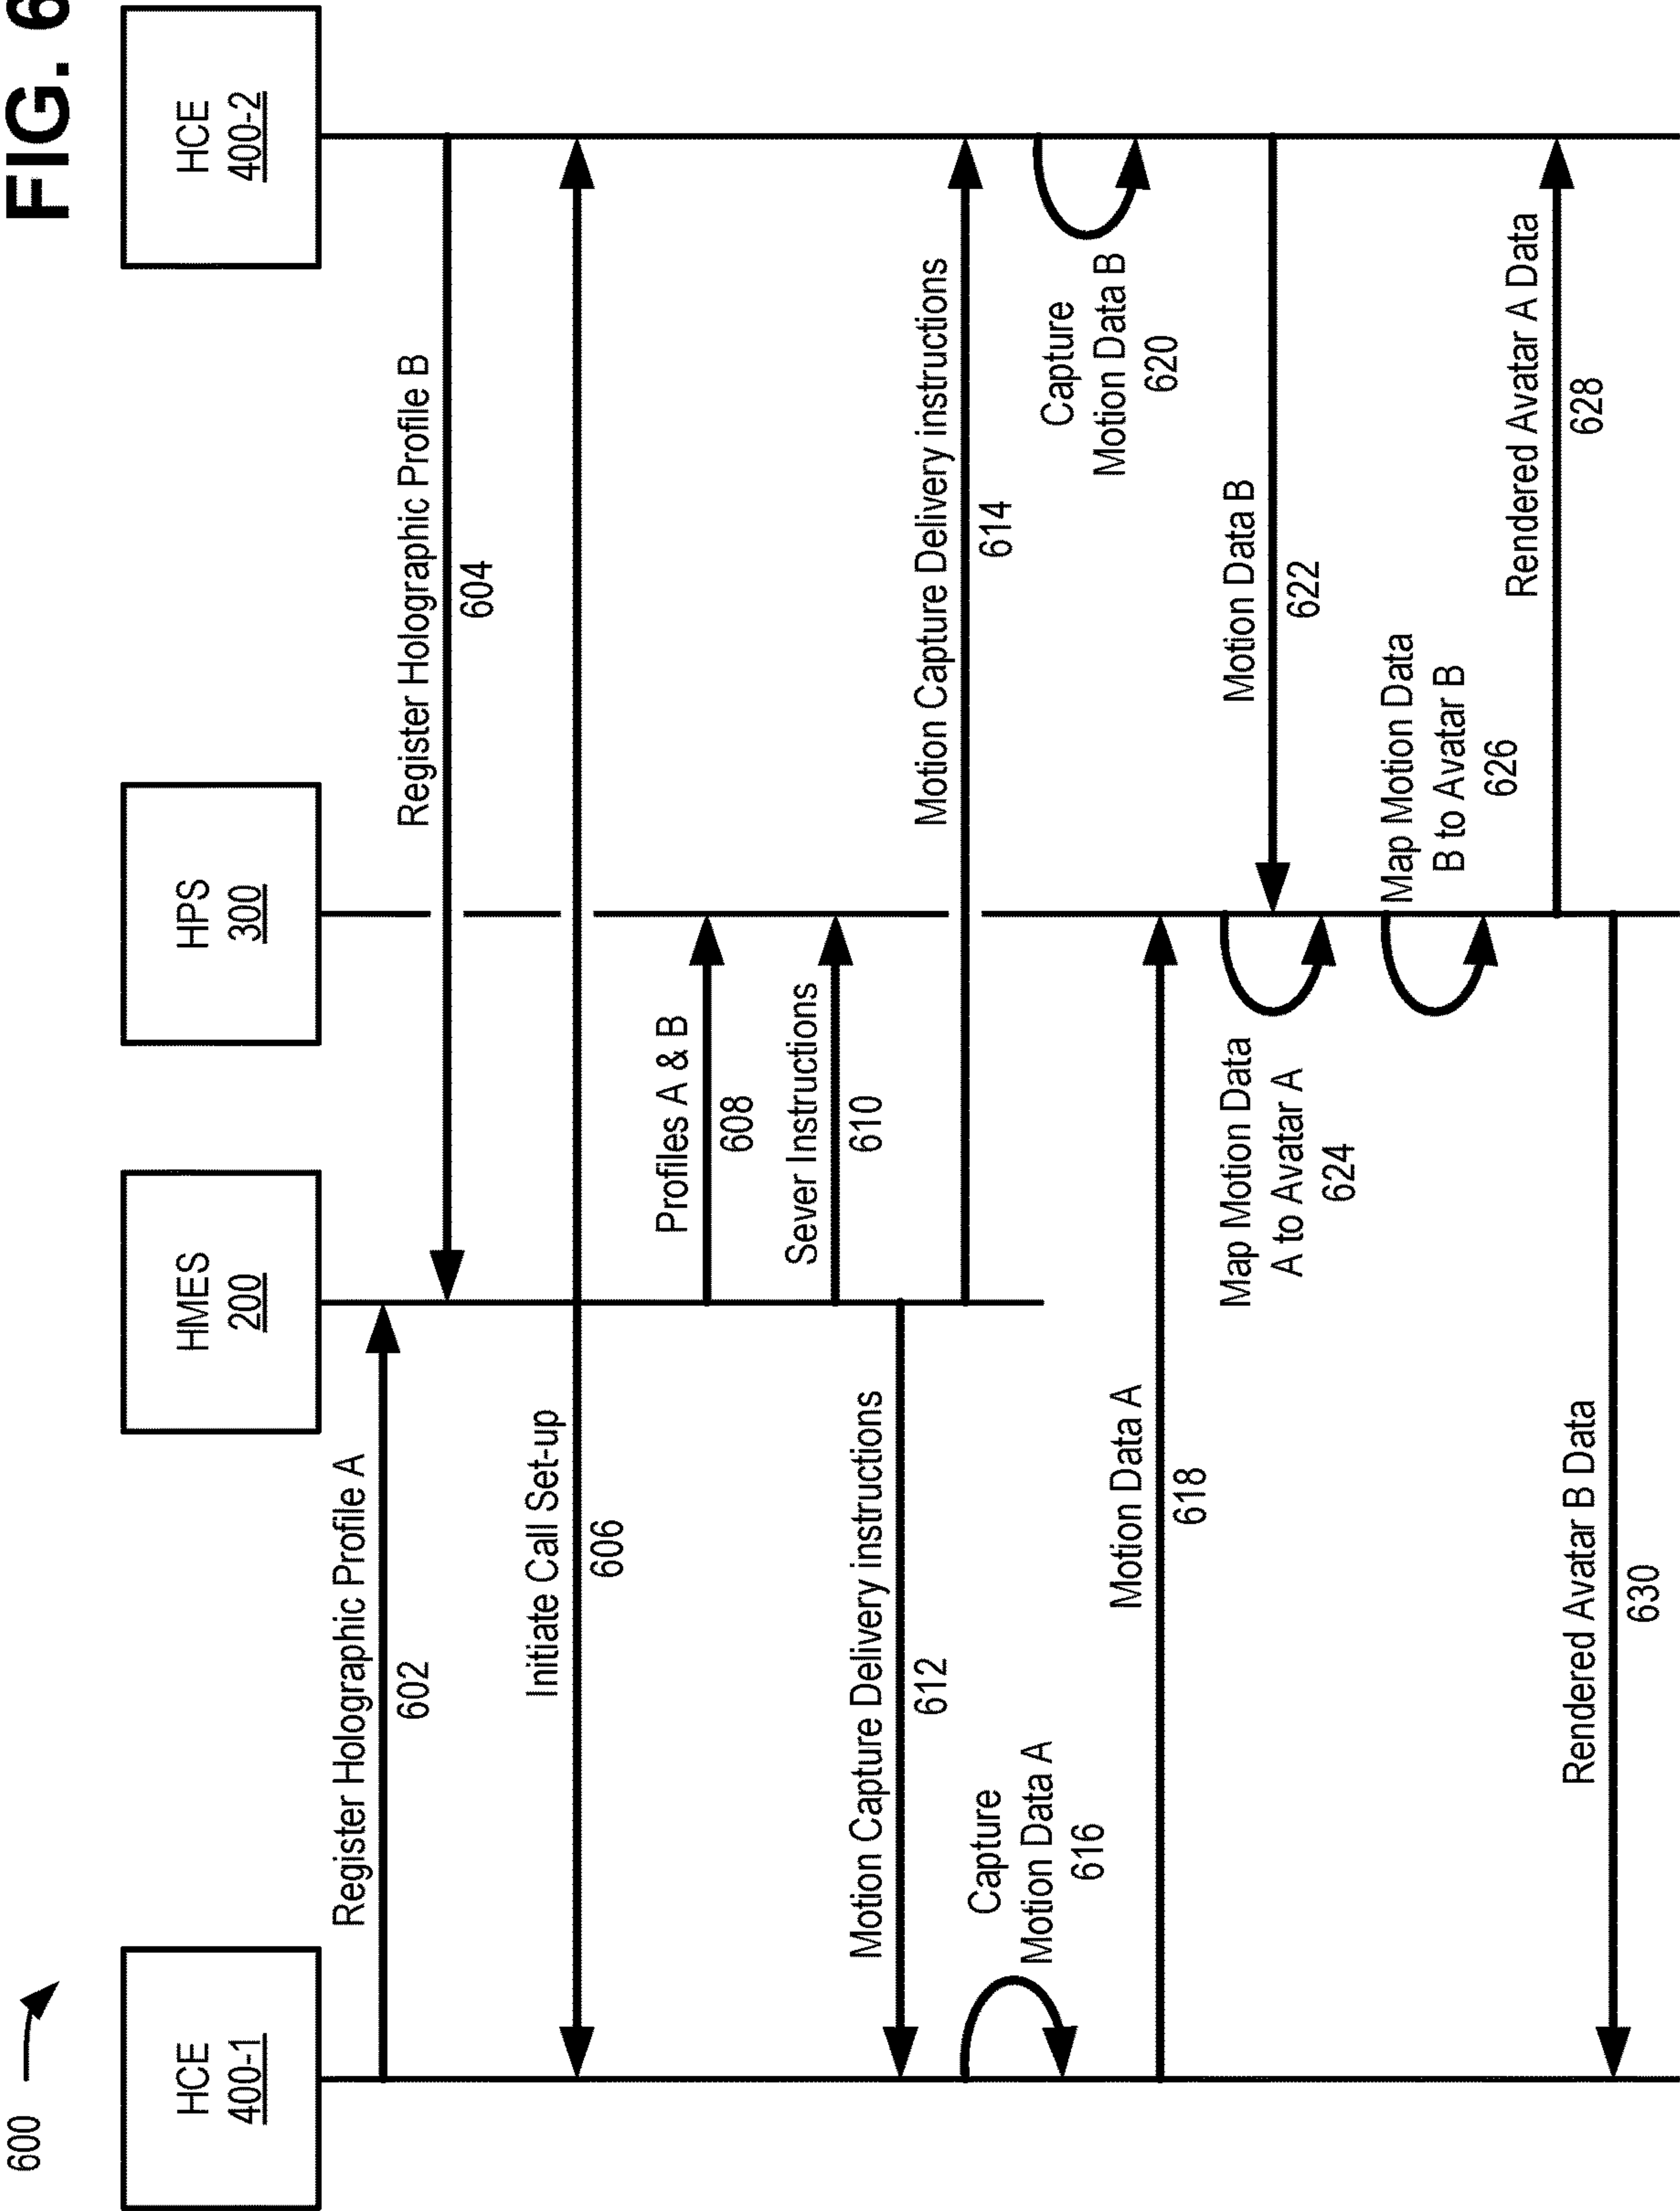 600
FIG. 6
HCE
400-1
HMES
200
HPS
300
HCE
400-2
Register Holographic Profile A
602
Register Holographic Profile B
604
Initiate Call Set-up
606
Profiles A & B
608
Sever Instructions
610
Motion Capture Delivery instructions
612
Motion Capture Delivery instructions
614
Capture
Motion Data A
616
Motion Data A
618
Capture
Motion Data B
620
Motion Data B
622
Map Motion Data
A to Avatar A
624
Map Motion Data
B to Avatar B
626
Rendered Avatar A Data
628
Rendered Avatar B Data
630